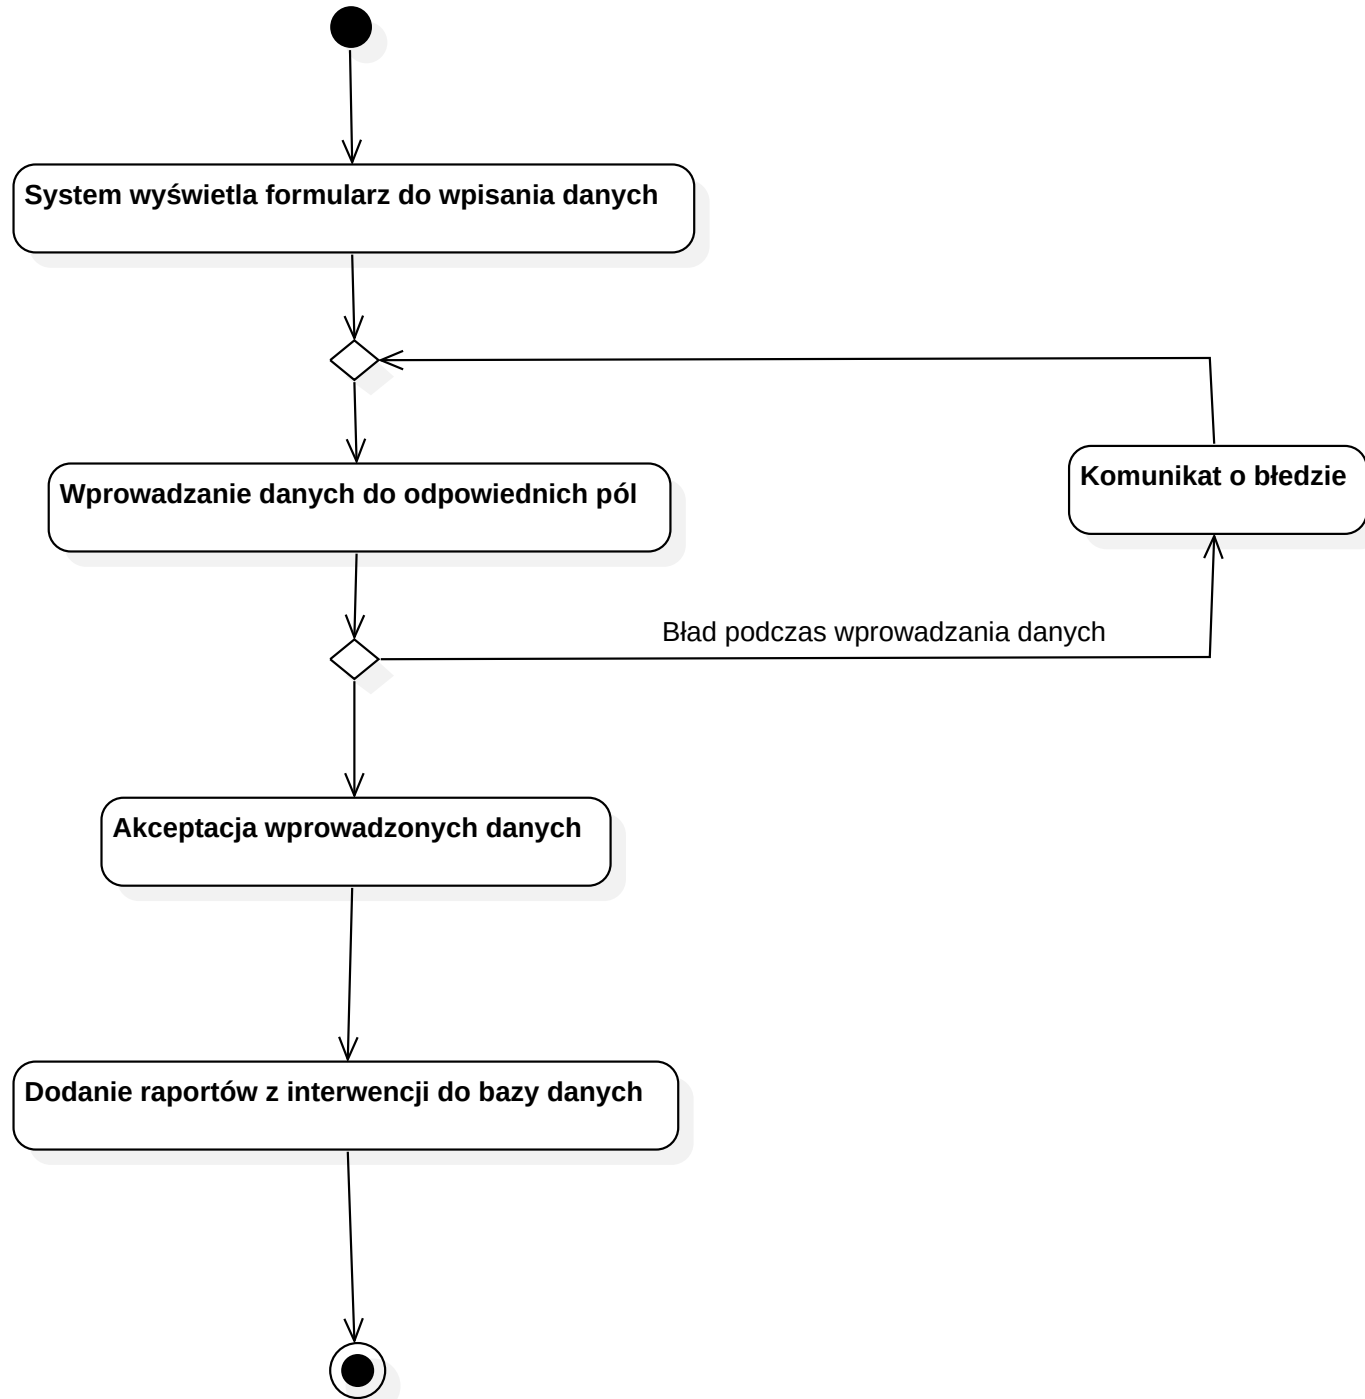 System wyświetla formularz do wpisania danych
Wprowadzanie danych do odpowiednich pól
Komunikat o błedzie
Bład podczas wprowadzania danych
Akceptacja wprowadzonych danych
Dodanie raportów z interwencji do bazy danych